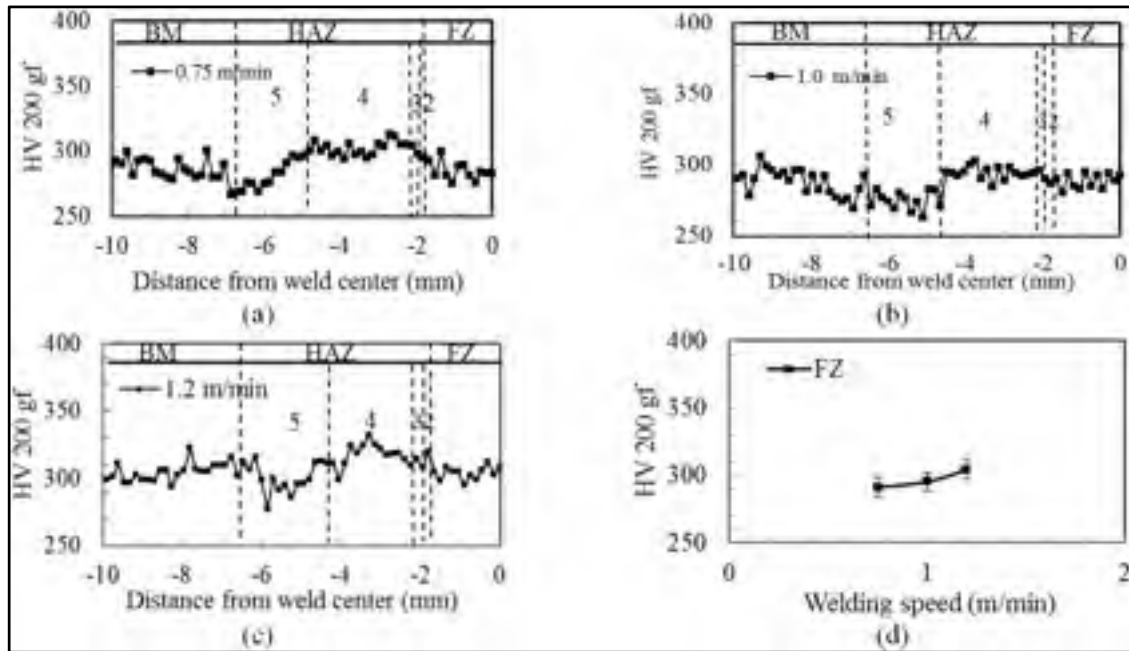 400
BM HAZ FZ
0.75 m/min
350
5 4
HV 200 gf
300
250
-10 -8 -6 -4 -2 0
Distance from weld center (mm)
(a)
400
BM HAZ FZ
1.0 m/min
350
5 4
HV 200 gf
300
250
-10 -8 -6 -4 -2 0
Distance from weld center (mm)
(b)
400
BM HAZ FZ
1.2 m/min
350
5 4
HV 200 gf
300
250
-10 -8 -6 -4 -2 0
Distance from weld center (mm)
(c)
400
FZ
350
HV 200 gf
300
250
0 1 2
Welding speed (m/min)
(d)